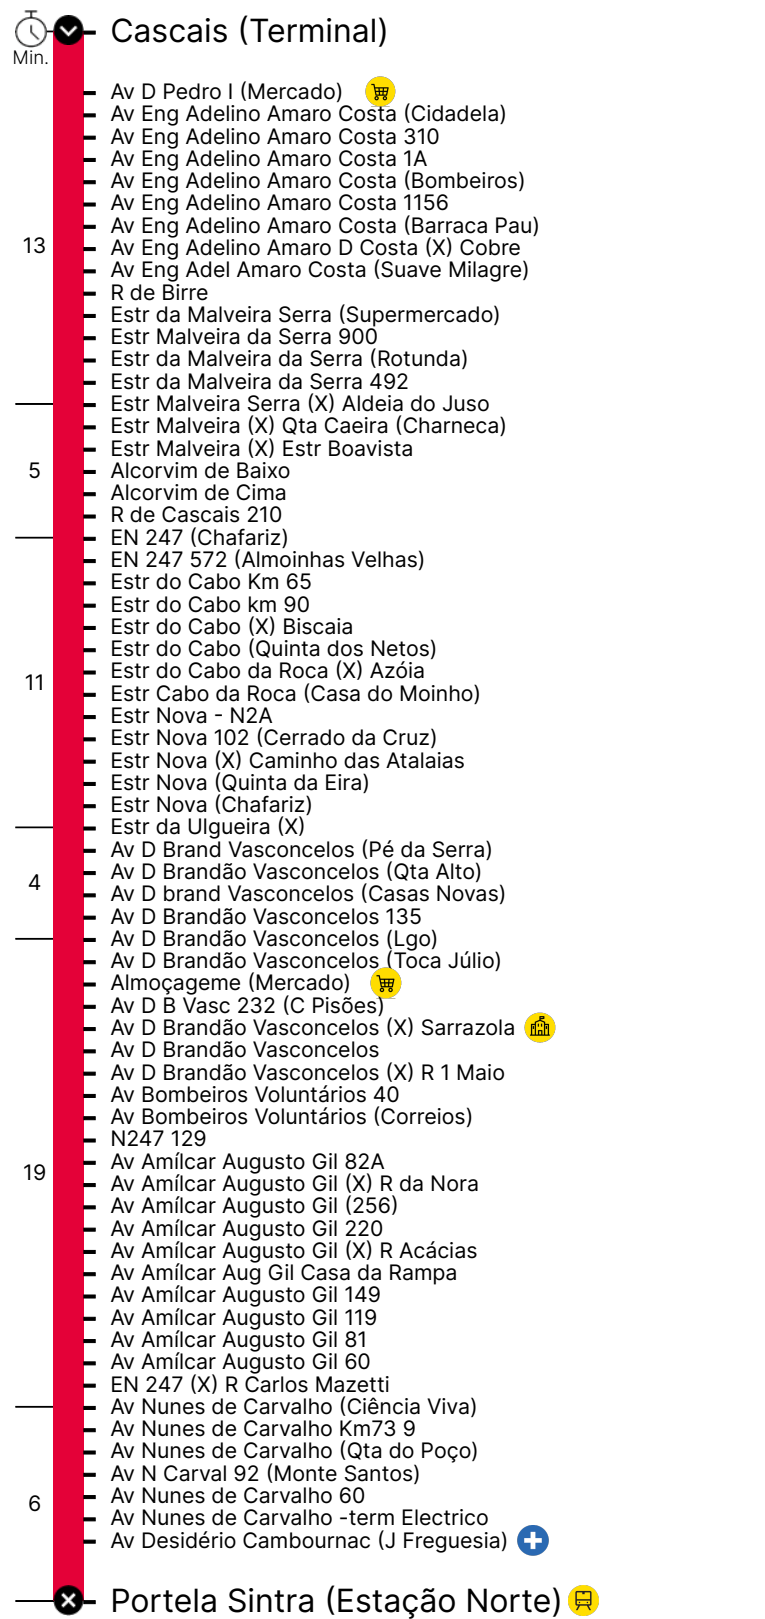 Cascais (Terminal)
Min.
Av D Pedro I (Mercado)
Av Eng Adelino Amaro Costa (Cidadela)
Av Eng Adelino Amaro Costa 310
Av Eng Adelino Amaro Costa 1A
Av Eng Adelino Amaro Costa (Bombeiros)
Av Eng Adelino Amaro Costa 1156
Av Eng Adelino Amaro Costa (Barraca Pau)
13
Av Eng Adelino Amaro D Costa (X) Cobre
Av Eng Adel Amaro Costa (Suave Milagre)
R de Birre
Estr da Malveira Serra (Supermercado)
Estr Malveira da Serra 900
Estr da Malveira da Serra (Rotunda)
Estr da Malveira da Serra 492
Estr Malveira Serra (X) Aldeia do Juso
Estr Malveira (X) Qta Caeira (Charneca)
Estr Malveira (X) Estr Boavista
5
Alcorvim de Baixo
Alcorvim de Cima
R de Cascais 210
EN 247 (Chafariz)
EN 247 572 (Almoinhas Velhas)
Estr do Cabo Km 65
Estr do Cabo km 90
Estr do Cabo (X) Biscaia
Estr do Cabo (Quinta dos Netos)
Estr do Cabo da Roca (X) Azóia
11
Estr Cabo da Roca (Casa do Moinho)
Estr Nova - N2A
Estr Nova 102 (Cerrado da Cruz)
Estr Nova (X) Caminho das Atalaias
Estr Nova (Quinta da Eira)
Estr Nova (Chafariz)
Estr da Ulgueira (X)
Av D Brand Vasconcelos (Pé da Serra)
Av D Brandão Vasconcelos (Qta Alto)
4
Av D brand Vasconcelos (Casas Novas)
Av D Brandão Vasconcelos 135
Av D Brandão Vasconcelos (Lgo)
Av D Brandão Vasconcelos (Toca Júlio)
Almoçageme (Mercado)
Av D B Vasc 232 (C Pisões)
Av D Brandão Vasconcelos (X) Sarrazola
Av D Brandão Vasconcelos
Av D Brandão Vasconcelos (X) R 1 Maio
Av Bombeiros Voluntários 40
Av Bombeiros Voluntários (Correios)
N247 129
Av Amílcar Augusto Gil 82A
19
Av Amílcar Augusto Gil (X) R da Nora
Av Amílcar Augusto Gil (256)
Av Amílcar Augusto Gil 220
Av Amílcar Augusto Gil (X) R Acácias
Av Amílcar Aug Gil Casa da Rampa
Av Amílcar Augusto Gil 149
Av Amílcar Augusto Gil 119
Av Amílcar Augusto Gil 81
Av Amílcar Augusto Gil 60
EN 247 (X) R Carlos Mazetti
Av Nunes de Carvalho (Ciência Viva)
Av Nunes de Carvalho Km73 9
Av Nunes de Carvalho (Qta do Poço)
Av N Carval 92 (Monte Santos)
Av Nunes de Carvalho 60
6
Av Nunes de Carvalho -term Electrico
Av Desidério Cambournac (J Freguesia)
Portela Sintra (Estação Norte)